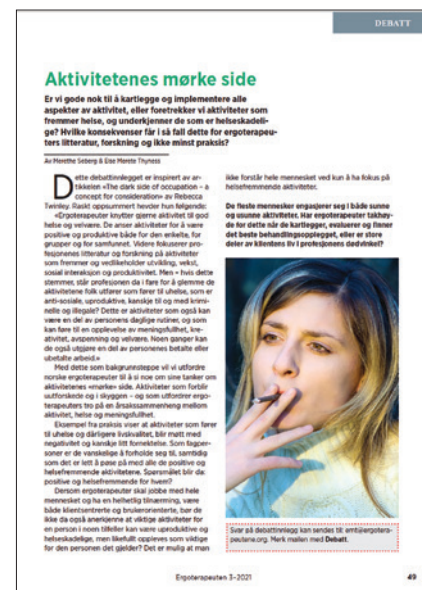 DEBATT
Aktivitetenes mørke side
Er vi gode nok til å kartlegge og implementere alle
aspekter av aktivitet, eller foretrekker vi aktiviteter som
fremmer helse, og underkjenner de som er helseskadeli-
ge? Hvilke konsekvenser får i så fall dette for ergoterapeu-
ters litteratur, forskning og ikke minst praksis?
Av Merethe Seberg & Else Merete Thyness
Dette debattinnlegget er inspirert av ar-
tikkelen «The dark side of occupation – a
concept for consideration» av Rebecca
Twinley. Raskt oppsummert hevder hun følgende:
«Ergoterapeuter knytter gjerne aktivitet til god
helse og velvære. De anser aktiviteter for å være
positive og produktive både for den enkelte, for
grupper og for samfunnet. Videre fokuserer pro-
fesjonenes litteratur og forskning på aktiviteter
som fremmer og vedlikeholder utvikling, vekst,
sosial interaksjon og produktivitet. Men – hvis dette
stemmer, står profesjonen da i fare for å glemme de
aktivitetene folk utfører som fører til uhelse, som er
anti-sosiale, uproduktive, kanskje til og med krimi-
nelle og illegale? Dette er aktiviteter som også kan
være en del av personens daglige rutiner, og som
kan føre til en opplevelse av meningsfullhet, kre-
ativitet, avspenning og velvære. Noen ganger kan
de også utgjøre en del av personenes betalte eller
ubetalte arbeid.»
Med dette som bakgrunnsteppe vil vi utfordre
norske ergoterapeuter til å si noe om sine tanker om
aktivitetenes «mørke» side. Aktiviteter som forblir
uutforskede og i skyggen – og som utfordrer ergo-
terapeuters tro på en årsakssammenheng mellom
aktivitet, helse og meningsfullhet.
Eksempel fra praksis viser at aktiviteter som fører
til uhelse og dårligere livskvalitet, blir møtt med
negativitet og kanskje litt fornektelse. Som fagper-
soner er de vanskelige å forholde seg til, samtidig
som det er lett å pøse på med alle de positive og
helsefremmende aktivitetene. Spørsmålet blir da:
positive og helsefremmende for hvem?
Dersom ergoterapeuter skal jobbe med hele
mennesket og ha en helhetlig tilnærming, være
både klientsentrerte og brukerorienterte, bør de
ikke da også anerkjenne at viktige aktiviteter for
en person i noen tilfeller kan være uproduktive og
helseskadelige, men likefullt oppleves som viktige
for den personen det gjelder? Det er mulig at man
ikke forstår hele mennesket ved kun å ha fokus på
helsefremmende aktiviteter.
De fleste mennesker engasjerer seg i både sunne
og usunne aktiviteter. Har ergoterapeuter takhøy-
de for dette når de kartlegger, evaluerer og finner
det beste behandlingsopplegget, eller er store
deler av klientens liv i profesjonens dødvinkel?
Svar på debattinnlegg kan sendes til: emt@ergotera-
peutene.org. Merk mailen med Debatt.
Ergoterapeuten 3–2021
49